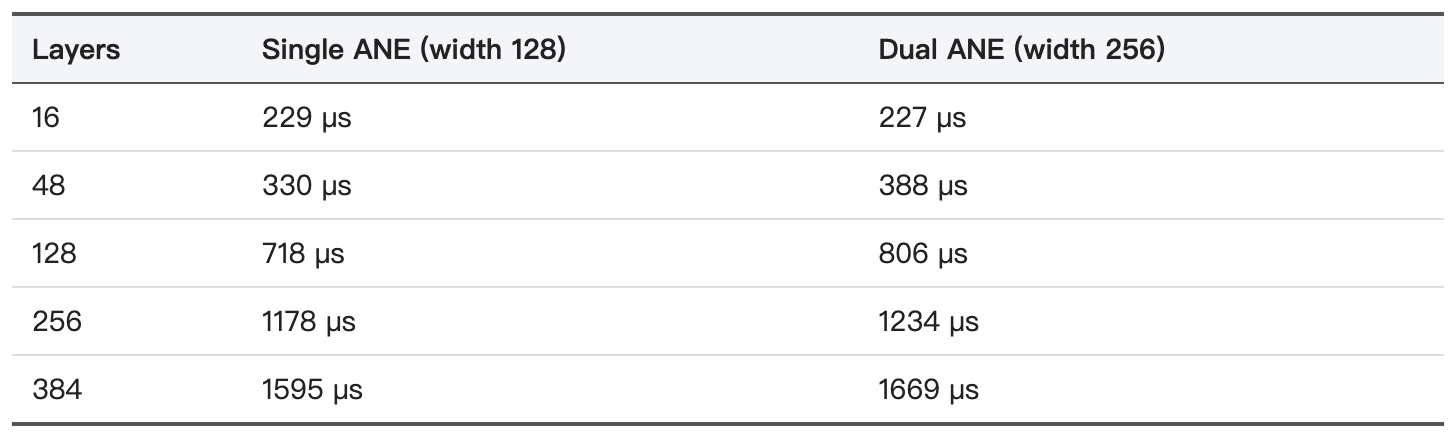 Layers Single ANE (width 128) Dual ANE (width 256)
16 229 µs 227 µs
48 330 µs 388 µs
128 718 µs 806 µs
256 1178 µs 1234 µs
384 1595 µs 1669 µs